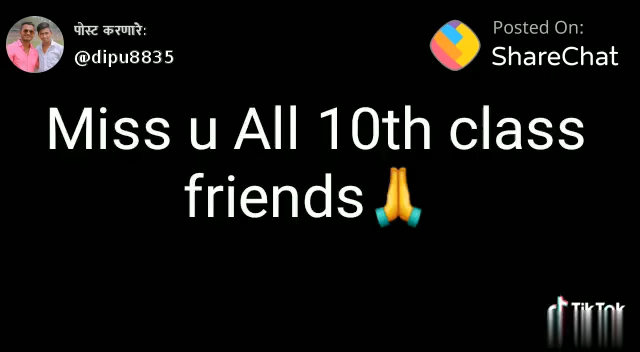 पोस्ट करणारे:
@dipu8835
Posted On:
ShareChat
Miss u All 10th class
friends🙏
TikTok